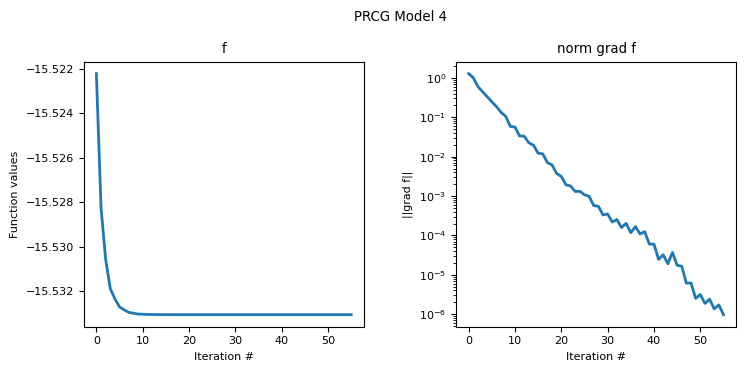 PRCG Model 4
f
−15.522
−15.524
−15.526
−15.528
−15.530
−15.532
Function values
0 10 20 30 40 50
Iteration #
norm grad f
10⁰
10⁻¹
10⁻²
10⁻³
10⁻⁴
10⁻⁵
10⁻⁶
||grad f||
0 10 20 30 40 50
Iteration #